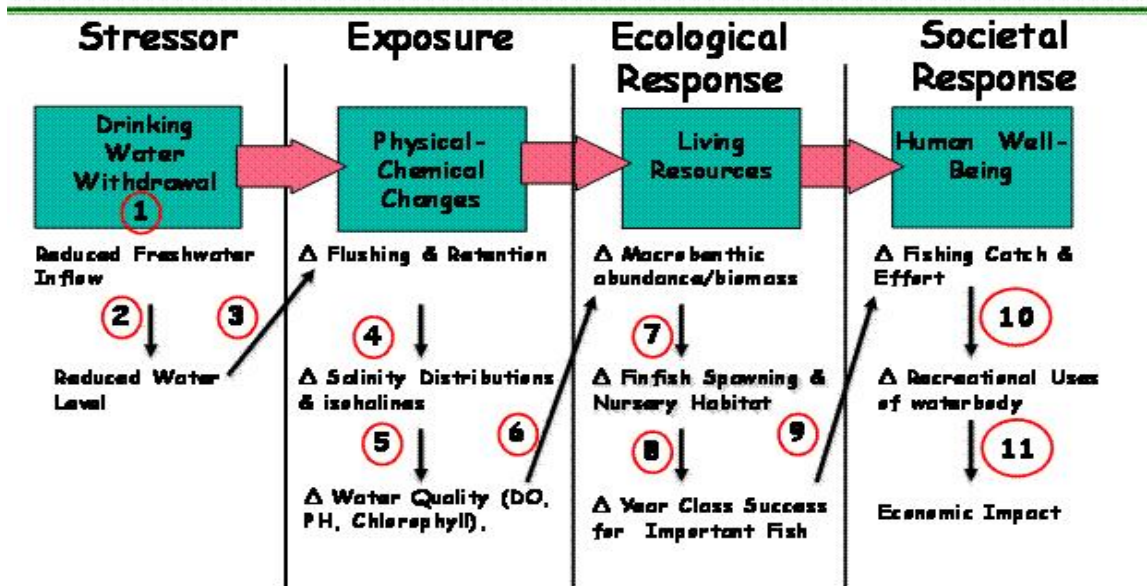 Stressor
Exposure
Ecological
Response
Societal
Response
Drinking
Water
Withdrawal
1
Physical-
Chemical
Changes
Living
Resources
Human Well-
Being
Reduced Freshwater
Inflow
2
3
Reduced Water
Level
Δ Flushing & Retention
4
Δ Salinity Distributions
& isohalines
5
6
Δ Water Quality (DO,
PH, Chlorophyll),
Δ Macrobenthic
abundance/biomass
7
Δ Finfish Spawning &
Nursery Habitat
8
9
Δ Year Class Success
for Important Fish
Δ Fishing Catch &
Effort
10
Δ Recreational Uses
of waterbody
11
Economic Impact